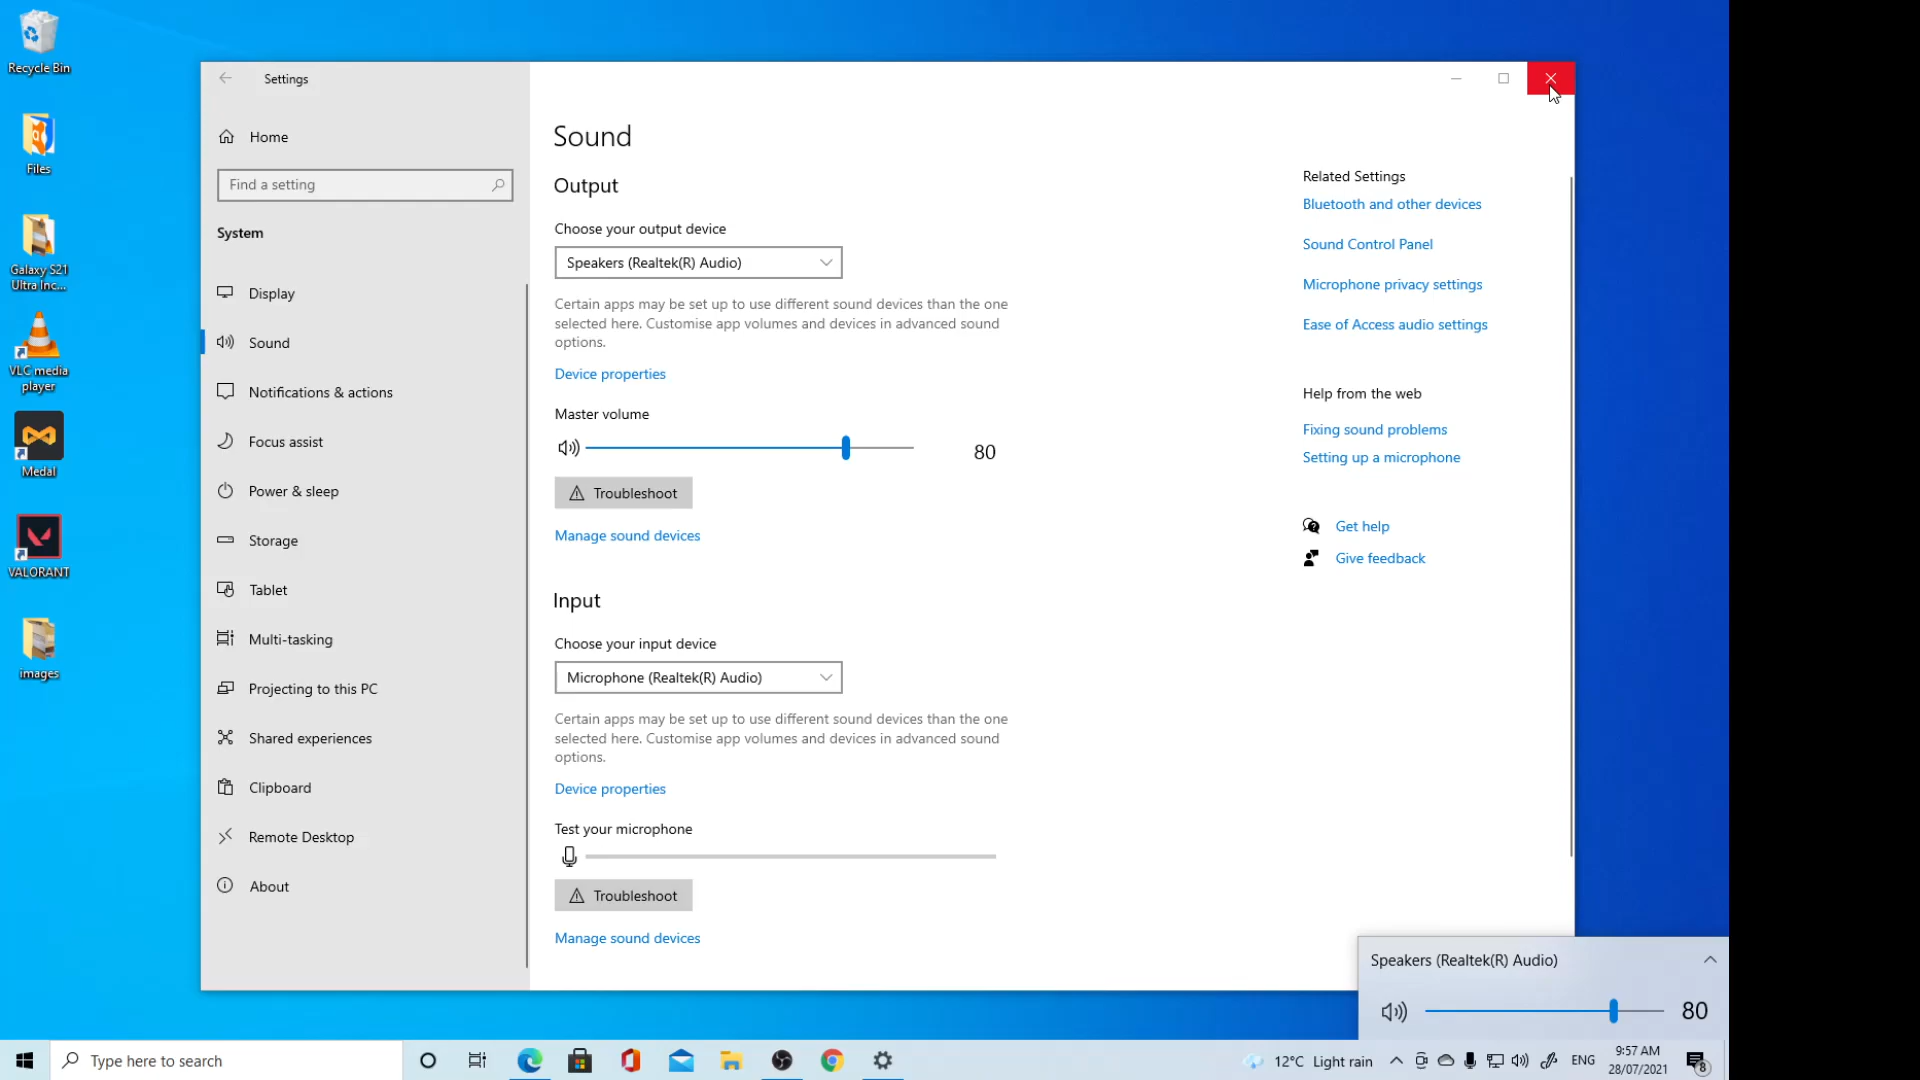 Recycle Bin
Files
Galaxy S21
Ultra Inc...
VLC media
player
Medal
VALORANT
images
Settings
Home
Find a setting
System
Display
Sound
Notifications & actions
Focus assist
Power & sleep
Storage
Tablet
Multi-tasking
Projecting to this PC
Shared experiences
Clipboard
Remote Desktop
About
Sound
Output
Choose your output device
Speakers (Realtek(R) Audio)
Certain apps may be set up to use different sound devices than the one
selected here. Customise app volumes and devices in advanced sound
options.
Device properties
Master volume
80
Troubleshoot
Manage sound devices
Input
Choose your input device
Microphone (Realtek(R) Audio)
Certain apps may be set up to use different sound devices than the one
selected here. Customise app volumes and devices in advanced sound
options.
Device properties
Test your microphone
Troubleshoot
Manage sound devices
Related Settings
Bluetooth and other devices
Sound Control Panel
Microphone privacy settings
Ease of Access audio settings
Help from the web
Fixing sound problems
Setting up a microphone
Get help
Give feedback
Speakers (Realtek(R) Audio)
80
Type here to search
12°C Light rain
ENG
9:57 AM
28/07/2021
8